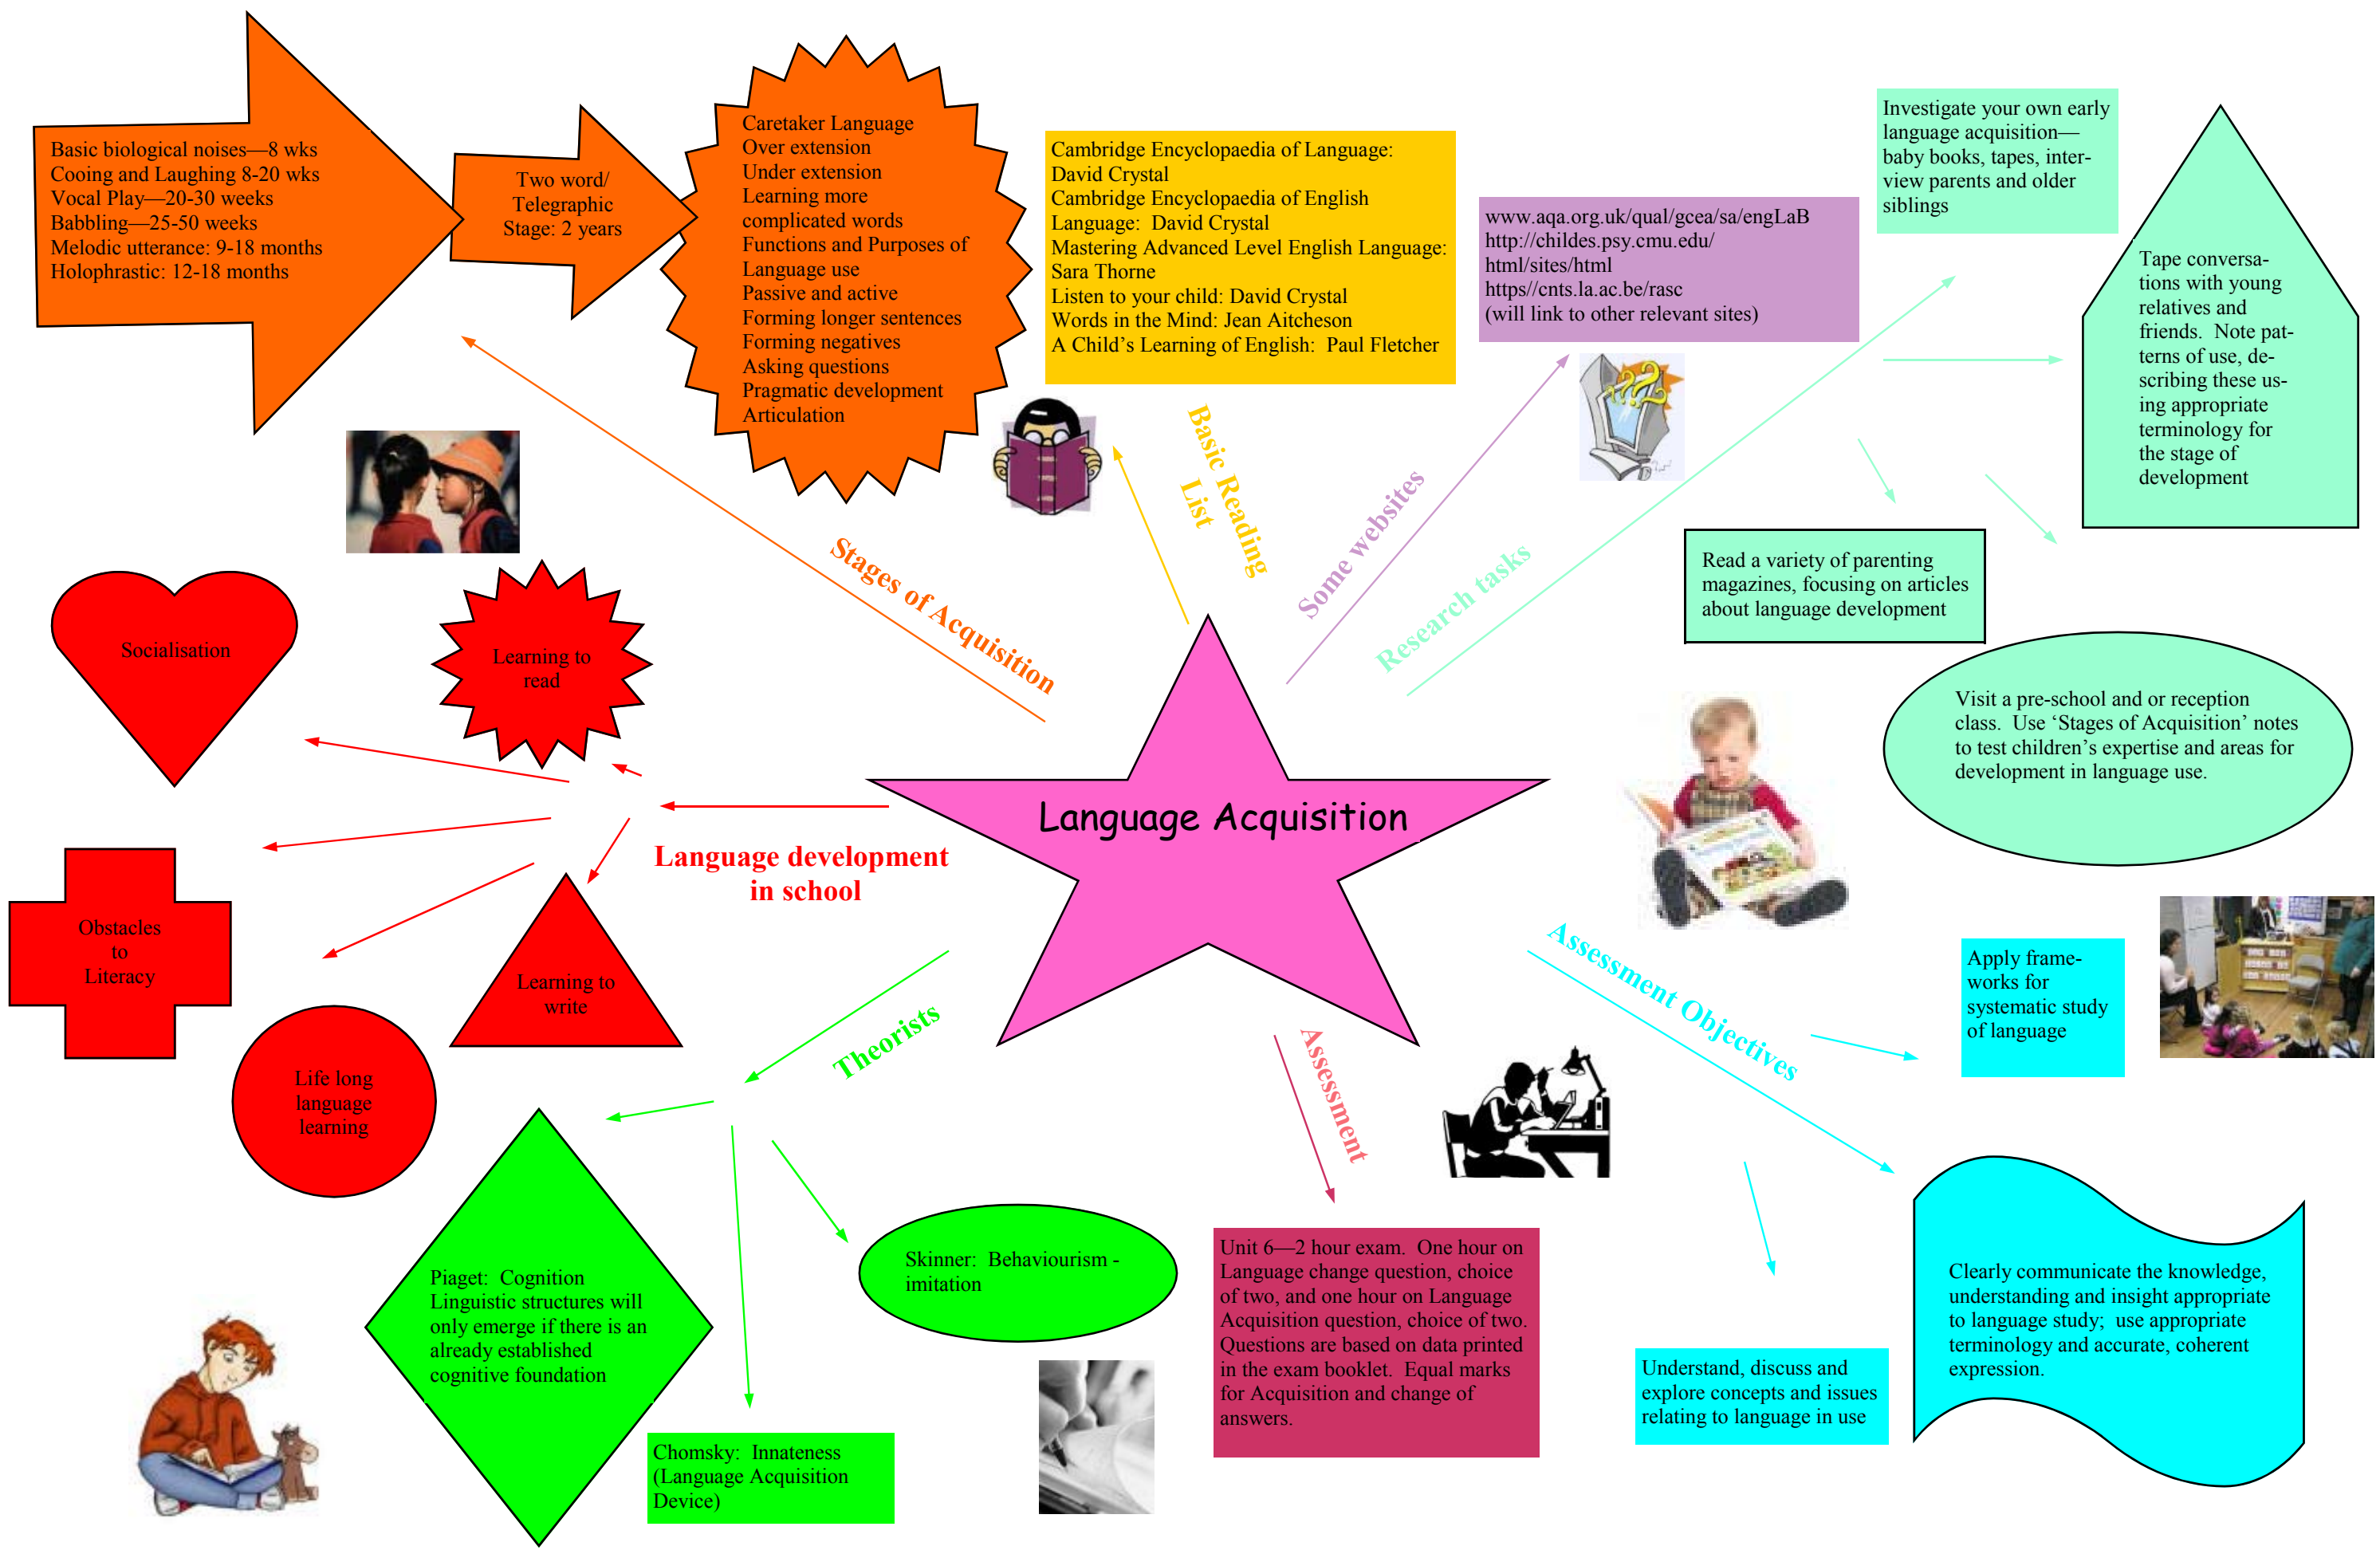 Basic biological noises—8 wks
Cooing and Laughing 8-20 wks
Vocal Play—20-30 weeks
Babbling—25-50 weeks
Melodic utterance: 9-18 months
Holophrastic: 12-18 months
Two word/
Telegraphic
Stage: 2 years
Caretaker Language
Over extension
Under extension
Learning more
complicated words
Functions and Purposes of
Language use
Passive and active
Forming longer sentences
Forming negatives
Asking questions
Pragmatic development
Articulation
Cambridge Encyclopaedia of Language:
David Crystal
Cambridge Encyclopaedia of English
Language:  David Crystal
Mastering Advanced Level English Language:
Sara Thorne
Listen to your child: David Crystal
Words in the Mind: Jean Aitcheson
A Child's Learning of English:  Paul Fletcher
www.aqa.org.uk/qual/gcea/sa/engLaB
http://childes.psy.cmu.edu/
html/sites/html
https//cnts.la.ac.be/rasc
(will link to other relevant sites)
Investigate your own early
language acquisition—
baby books, tapes, inter-
view parents and older
siblings
Tape conversa-
tions with young
relatives and
friends.  Note pat-
terns of use, de-
scribing these us-
ing appropriate
terminology for
the stage of
development
Stages of Acquisition
Basic Reading
List
Some websites
Research tasks
???
Read a variety of parenting
magazines, focusing on articles
about language development
Visit a pre-school and or reception
class.  Use 'Stages of Acquisition' notes
to test children's expertise and areas for
development in language use.
Socialisation
Learning to
read
Language Acquisition
Language development
in school
Obstacles
to
Literacy
Learning to
write
Life long
language
learning
Theorists
Assessment
Assessment Objectives
Apply frame-
works for
systematic study
of language
Piaget:  Cognition
Linguistic structures will
only emerge if there is an
already established
cognitive foundation
Skinner:  Behaviourism -
imitation
Chomsky:  Innateness
(Language Acquisition
Device)
Unit 6—2 hour exam.  One hour on
Language change question, choice
of two, and one hour on Language
Acquisition question, choice of two.
Questions are based on data printed
in the exam booklet.  Equal marks
for Acquisition and change of
answers.
Understand, discuss and
explore concepts and issues
relating to language in use
Clearly communicate the knowledge,
understanding and insight appropriate
to language study;  use appropriate
terminology and accurate, coherent
expression.